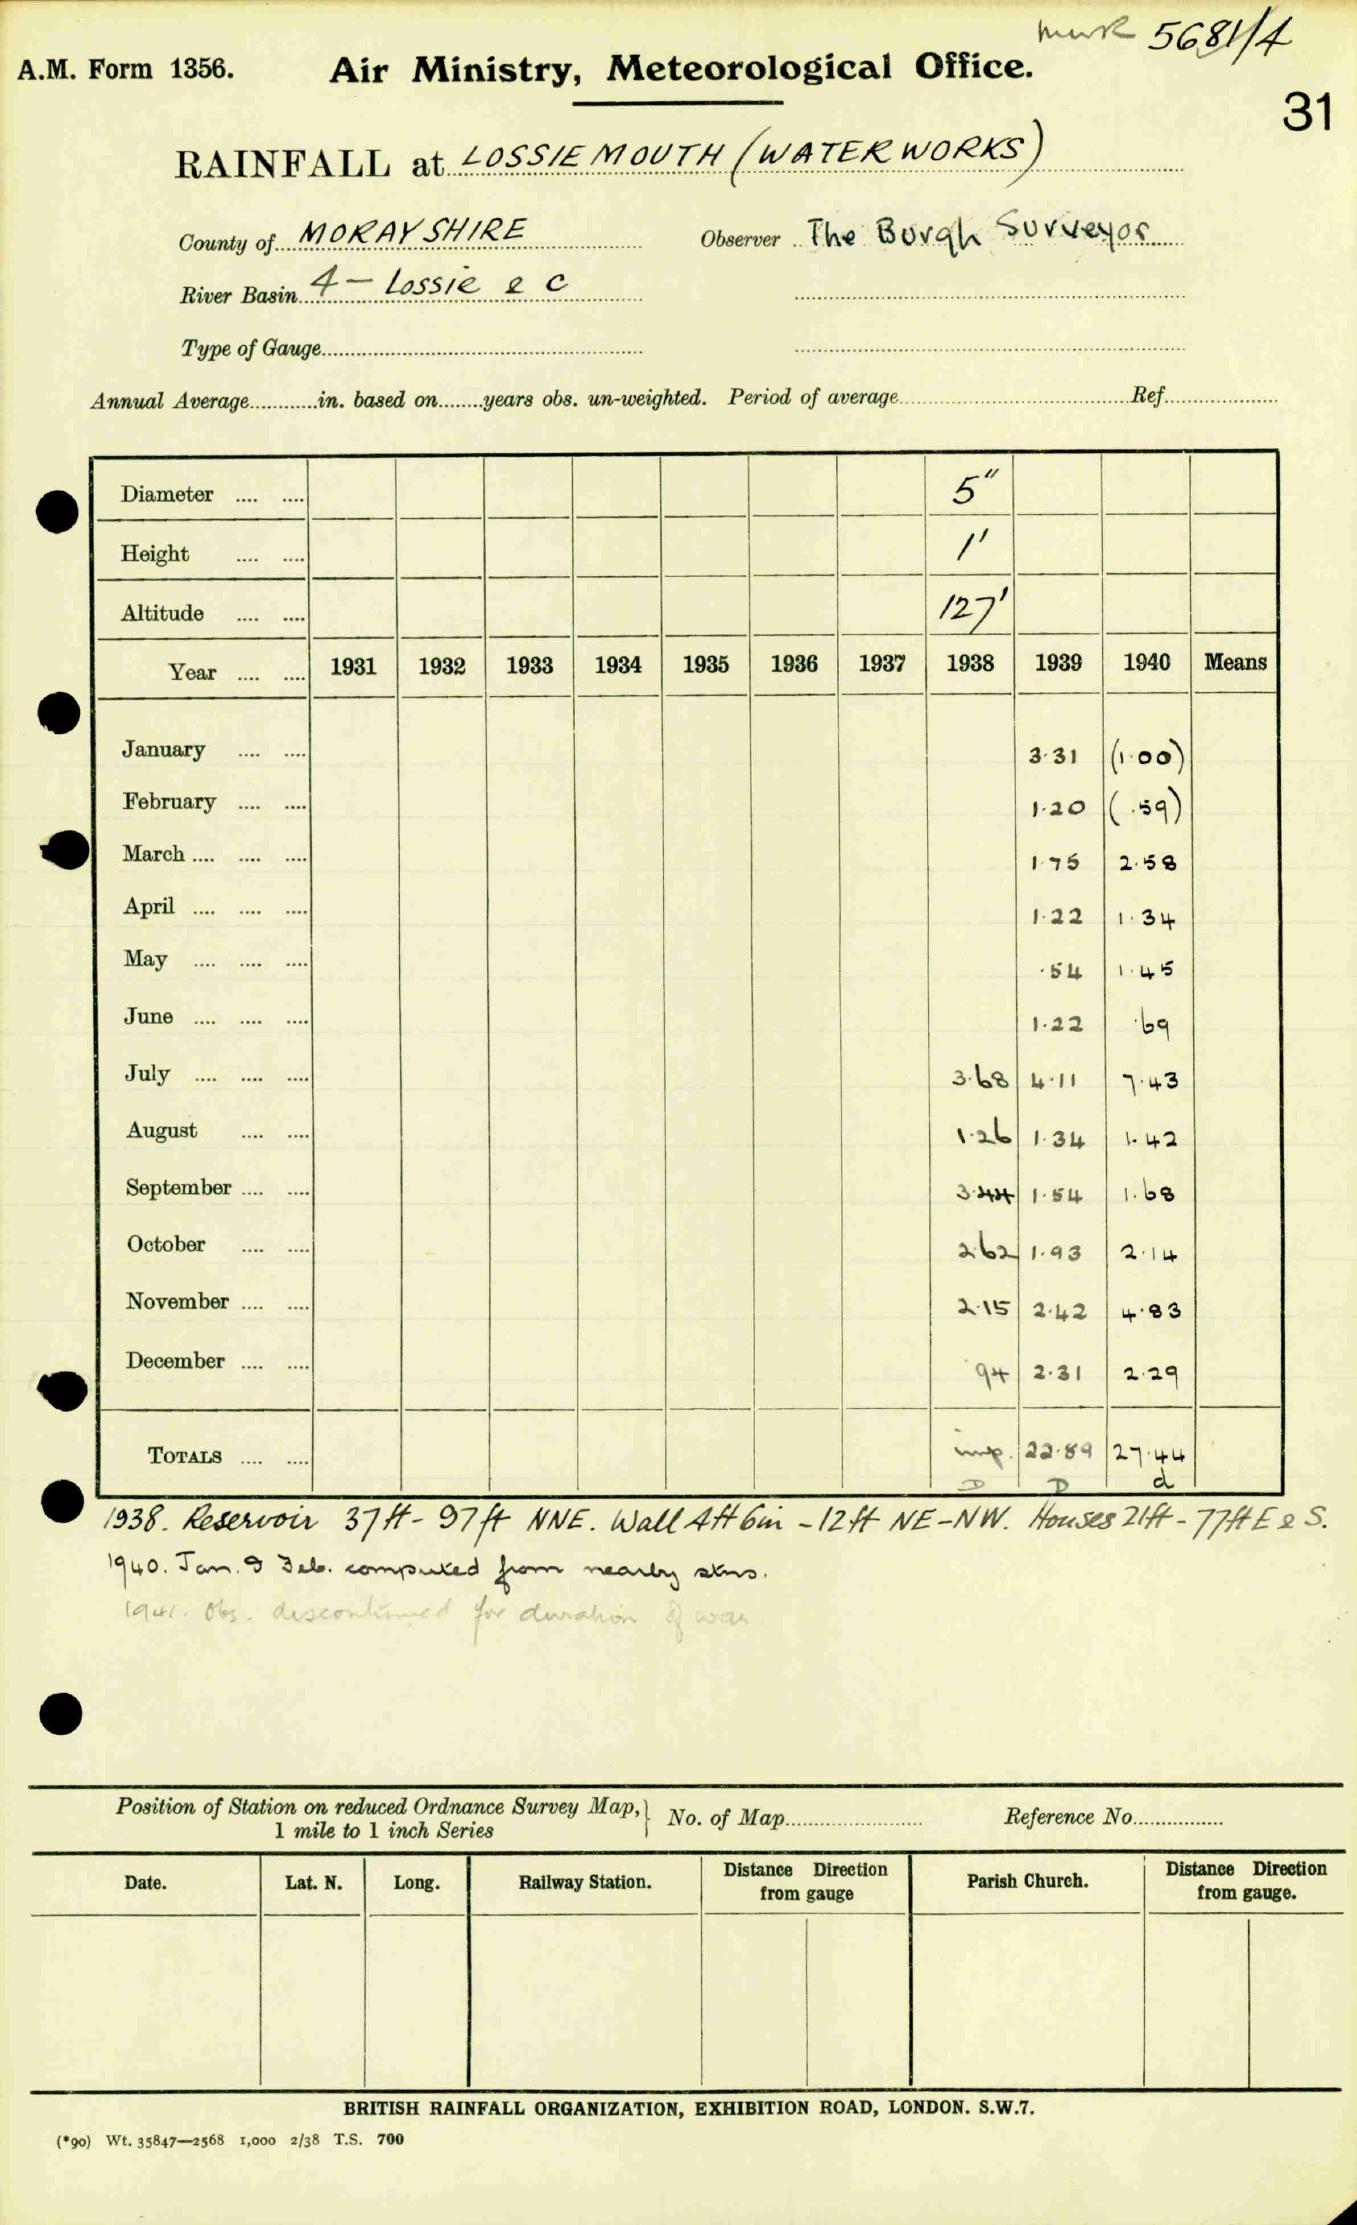 5681/4
A.M. Form 1356.
Air Ministry, Meteorological Office.
31
RAINFALL at LOSSIEMOUTH (WATERWORKS)
County of MORAYSHIRE Observer The Burgh Surveyor
River Basin 4 - Lossie & C
Type of Gauge
Annual Average in. based on years obs. un-weighted. Period of average Ref.
Diameter 5"
Height 1'
Altitude 127'
Year 1931 1932 1933 1934 1935 1936 1937 1938 1939 1940 Means
January 3.31 (1.00)
February 1.20 (.59)
March 1.75 2.58
April 1.22 1.34
May .54 1.45
June 1.22 .69
July 3.68 4.11 7.43
August 1.26 1.34 1.42
September 3.44 1.54 1.68
October 2.62 1.93 2.14
November 2.15 2.42 4.83
December 94 2.31 2.29
TOTALS imp. 22.89 27.44
D D d
1938. Reservoir 37ft - 97ft NNE. Wall 4ft 6in - 12ft NE-NW. Houses 21ft - 77ft E & S.
1940. Jan. & Feb. computed from nearby stns.
1941. Obs. discontinued for duration of war
Position of Station on reduced Ordnance Survey Map, No. of Map Reference No.
1 mile to 1 inch Series
Date. Lat. N. Long. Railway Station. Distance Direction from gauge Parish Church. Distance Direction from gauge.
BRITISH RAINFALL ORGANIZATION, EXHIBITION ROAD, LONDON. S.W.7.
(*90) Wt. 35847—2568 1,000 2/38 T.S. 700